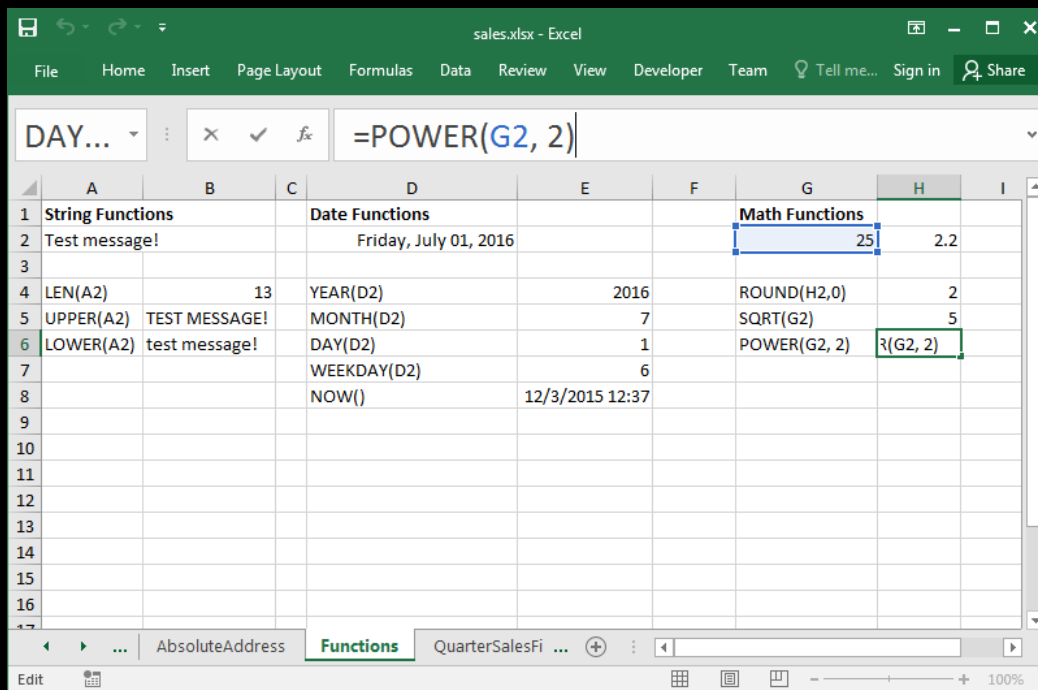 sales.xlsx - Excel
File Home Insert Page Layout Formulas Data Review View Developer Team Tell me... Sign in Share
DAY... fx =POWER(G2, 2)
A B C D E F G H I
1 String Functions Date Functions Math Functions
2 Test message! Friday, July 01, 2016 25 2.2
3
4 LEN(A2) 13 YEAR(D2) 2016 ROUND(H2,0) 2
5 UPPER(A2) TEST MESSAGE! MONTH(D2) 7 SQRT(G2) 5
6 LOWER(A2) test message! DAY(D2) 1 POWER(G2, 2) R(G2, 2)
7 WEEKDAY(D2) 6
8 NOW() 12/3/2015 12:37
9
10
11
12
13
14
15
16
17
... AbsoluteAddress Functions QuarterSalesFi ...
Edit 100%